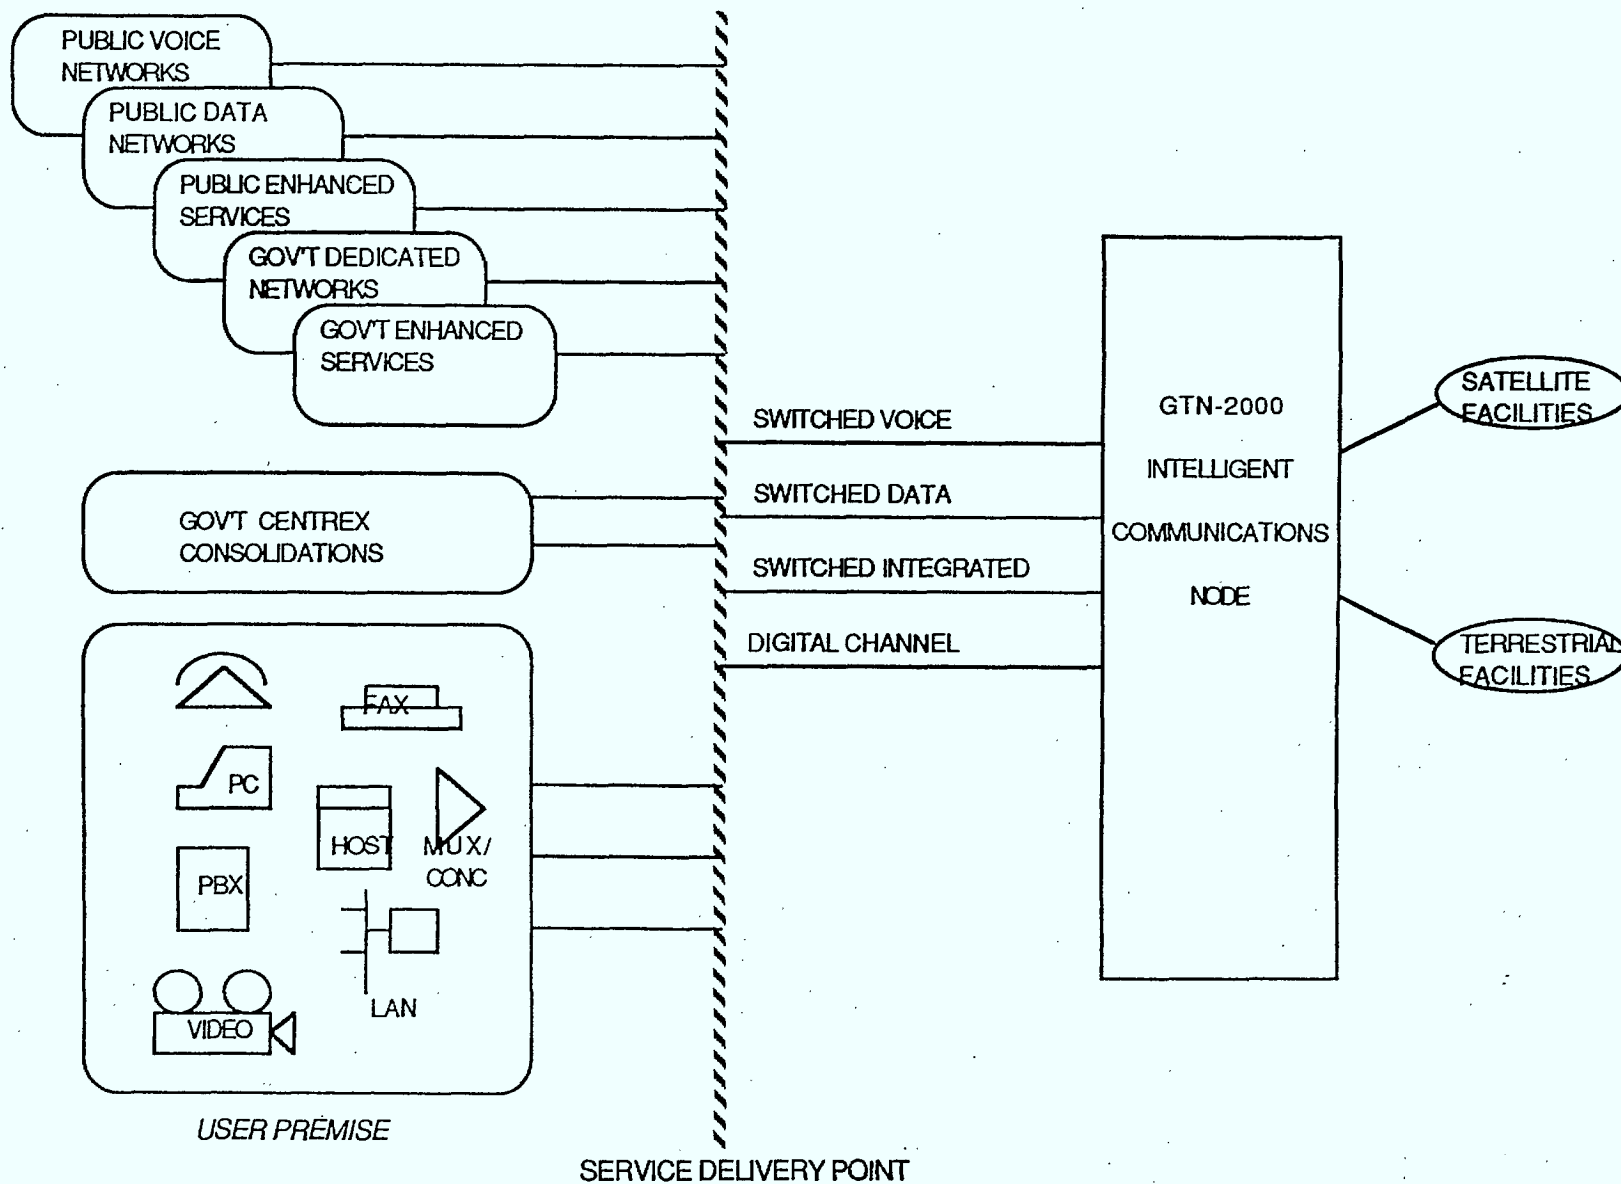 PUBLIC VOICE
NETWORKS
PUBLIC DATA
NETWORKS
PUBLIC ENHANCED
SERVICES
GOV'T DEDICATED
NETWORKS
GOV'T ENHANCED
SERVICES
GOV'T CENTREX
CONSOLIDATIONS
FAX
PC
HOST
MUX/
CONC
PBX
LAN
VIDEO
USER PREMISE
SERVICE DELIVERY POINT
SWITCHED VOICE
SWITCHED DATA
SWITCHED INTEGRATED
DIGITAL CHANNEL
GTN-2000
INTELLIGENT
COMMUNICATIONS
NODE
SATELLITE
FACILITIES
TERRESTRIAL
FACILITIES